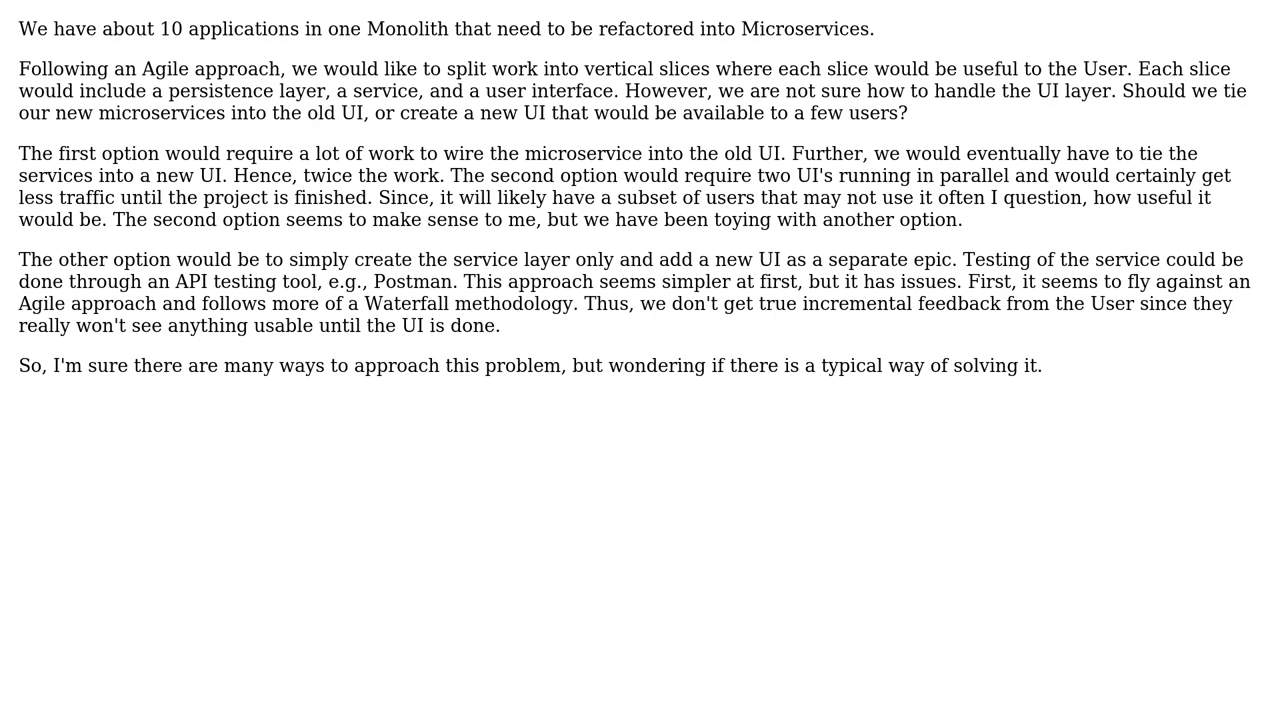 We have about 10 applications in one Monolith that need to be refactored into Microservices.
Following an Agile approach, we would like to split work into vertical slices where each slice would be useful to the User. Each slice
would include a persistence layer, a service, and a user interface. However, we are not sure how to handle the UI layer. Should we tie
our new microservices into the old UI, or create a new UI that would be available to a few users?
The first option would require a lot of work to wire the microservice into the old UI. Further, we would eventually have to tie the
services into a new UI. Hence, twice the work. The second option would require two UI's running in parallel and would certainly get
less traffic until the project is finished. Since, it will likely have a subset of users that may not use it often I question, how useful it
would be. The second option seems to make sense to me, but we have been toying with another option.
The other option would be to simply create the service layer only and add a new UI as a separate epic. Testing of the service could be
done through an API testing tool, e.g., Postman. This approach seems simpler at first, but it has issues. First, it seems to fly against an
Agile approach and follows more of a Waterfall methodology. Thus, we don't get true incremental feedback from the User since they
really won't see anything usable until the UI is done.
So, I'm sure there are many ways to approach this problem, but wondering if there is a typical way of solving it.